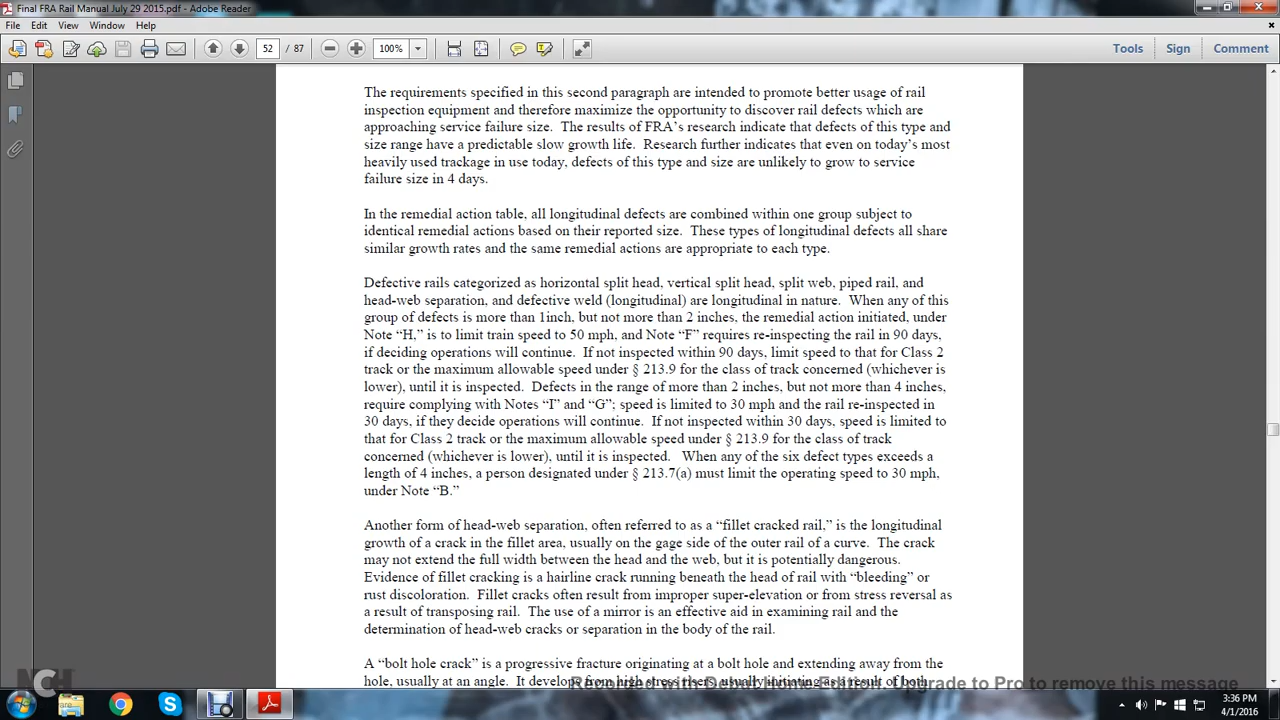 Final FRA Rail Manual July 29 2015.pdf - Adobe Reader
File Edit View Window Help
52 / 87 100% Tools Sign Comment
The requirements specified in this second paragraph are intended to promote better usage of rail
inspection equipment and therefore maximize the opportunity to discover rail defects which are
approaching service failure size.  The results of FRA's research indicate that defects of this type and
size range have a predictable slow growth life.  Research further indicates that even on today's most
heavily used trackage in use today, defects of this type and size are unlikely to grow to service
failure size in 4 days.
In the remedial action table, all longitudinal defects are combined within one group subject to
identical remedial actions based on their reported size.  These types of longitudinal defects all share
similar growth rates and the same remedial actions are appropriate to each type.
Defective rails categorized as horizontal split head, vertical split head, split web, piped rail, and
head-web separation, and defective weld (longitudinal) are longitudinal in nature.  When any of this
group of defects is more than 1inch, but not more than 2 inches, the remedial action initiated, under
Note “H,” is to limit train speed to 50 mph, and Note “F” requires re-inspecting the rail in 90 days,
if deciding operations will continue.  If not inspected within 90 days, limit speed to that for Class 2
track or the maximum allowable speed under § 213.9 for the class of track concerned (whichever is
lower), until it is inspected.  Defects in the range of more than 2 inches, but not more than 4 inches,
require complying with Notes “I” and “G”; speed is limited to 30 mph and the rail re-inspected in
30 days, if they decide operations will continue.  If not inspected within 30 days, speed is limited to
that for Class 2 track or the maximum allowable speed under § 213.9 for the class of track
concerned (whichever is lower), until it is inspected.   When any of the six defect types exceeds a
length of 4 inches, a person designated under § 213.7(a) must limit the operating speed to 30 mph,
under Note “B.”
Another form of head-web separation, often referred to as a “fillet cracked rail,” is the longitudinal
growth of a crack in the fillet area, usually on the gage side of the outer rail of a curve.  The crack
may not extend the full width between the head and the web, but it is potentially dangerous.
Evidence of fillet cracking is a hairline crack running beneath the head of rail with “bleeding” or
rust discoloration.  Fillet cracks often result from improper super-elevation or from stress reversal as
a result of transposing rail.  The use of a mirror is an effective aid in examining rail and the
determination of head-web cracks or separation in the body of the rail.
A “bolt hole crack” is a progressive fracture originating at a bolt hole and extending away from the
hole, usually at an angle.  It develops from high stress risers, usually initiating as a result of both
NCH
Recorded with Debut Home Edition. Upgrade to Pro to remove this message
3:36 PM
4/1/2016